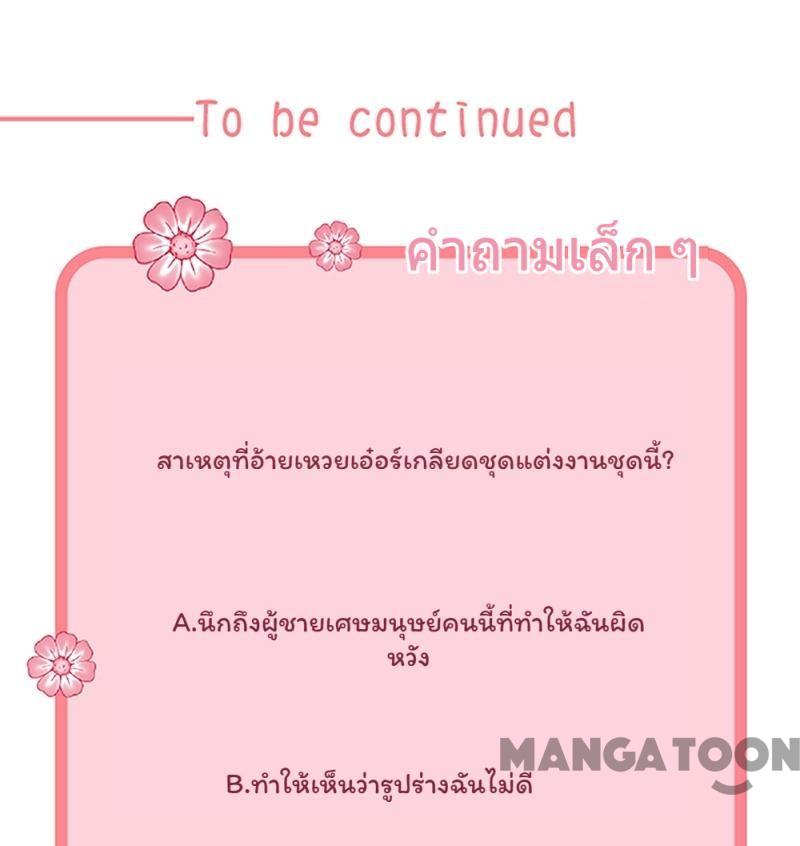 To be continued
คำถามเล็ก ๆ
สาเหตุที่อ้ายเหวยเอ๋อร์เกลียดชุดแต่งงานชุดนี้?
A.นึกถึงผู้ชายเศษมนุษย์คนนี้ที่ทำให้ฉันผิด
หวัง
B.ทำให้เห็นว่ารูปร่างฉันไม่ดี
MANGATOON